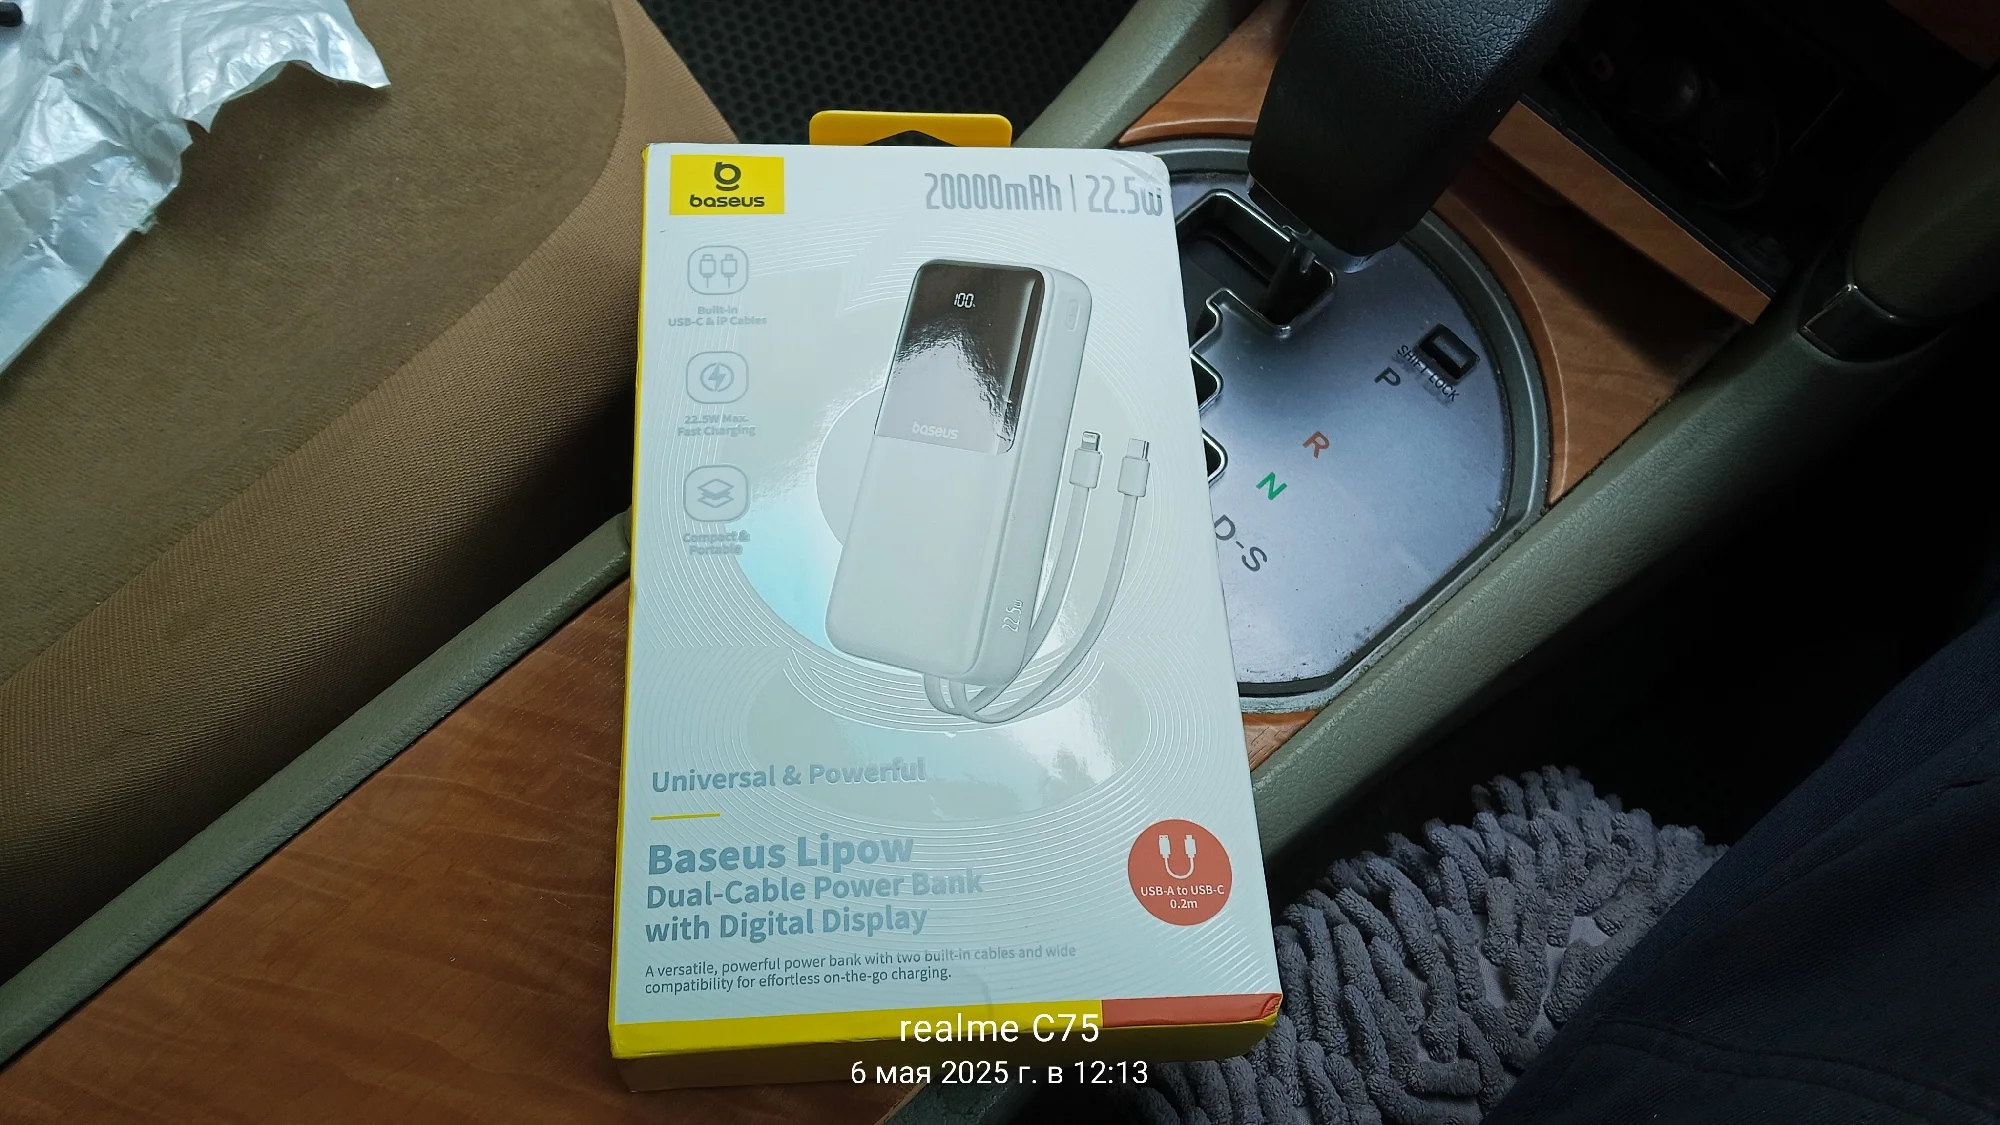 baseus
20000mAh | 22.5w
Built-in
USB-C & iP Cables
22.5W Max.
Fast Charging
Compact &
Portable
100%
baseus
22.5w
Universal & Powerful
Baseus Lipow
Dual-Cable Power Bank
with Digital Display
A versatile, powerful power bank with two built-in cables and wide
compatibility for effortless on-the-go charging.
USB-A to USB-C
0.2m
SHIFT LOCK
P
R
N
D-S
realme C75
6 мая 2025 г. в 12:13